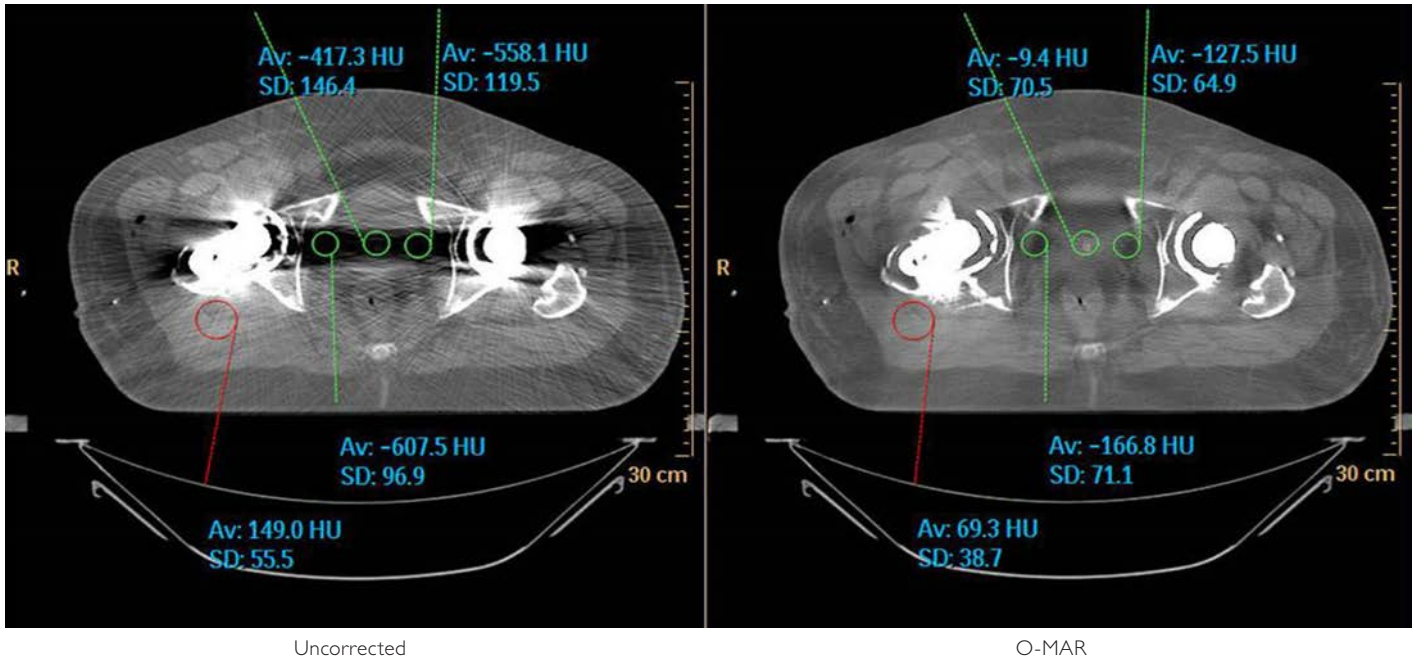 Av: -417.3 HU
SD: 146.4
Av: -558.1 HU
SD: 119.5
R
Av: -607.5 HU
SD: 96.9
30 cm
Av: 149.0 HU
SD: 55.5
Uncorrected
Av: -9.4 HU
SD: 70.5
Av: -127.5 HU
SD: 64.9
R
Av: -166.8 HU
SD: 71.1
30 cm
Av: 69.3 HU
SD: 38.7
O-MAR